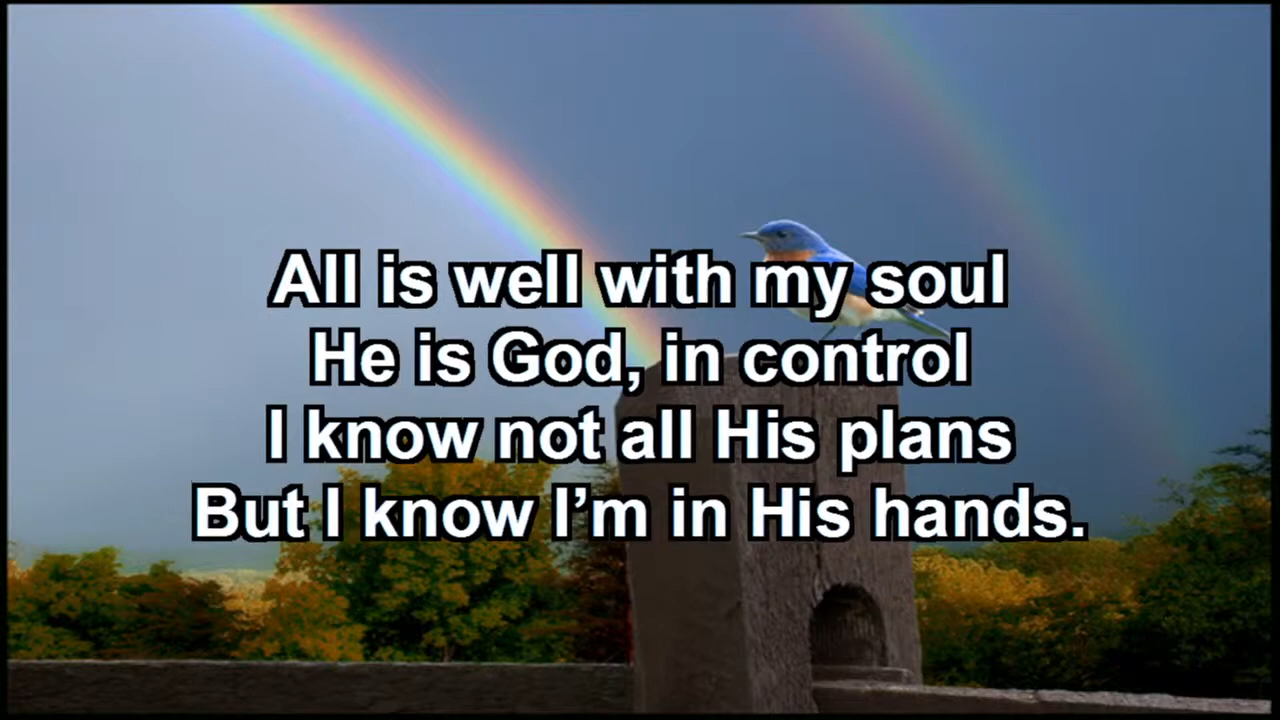 All is well with my soul
He is God, in control
I know not all His plans
But I know I’m in His hands.